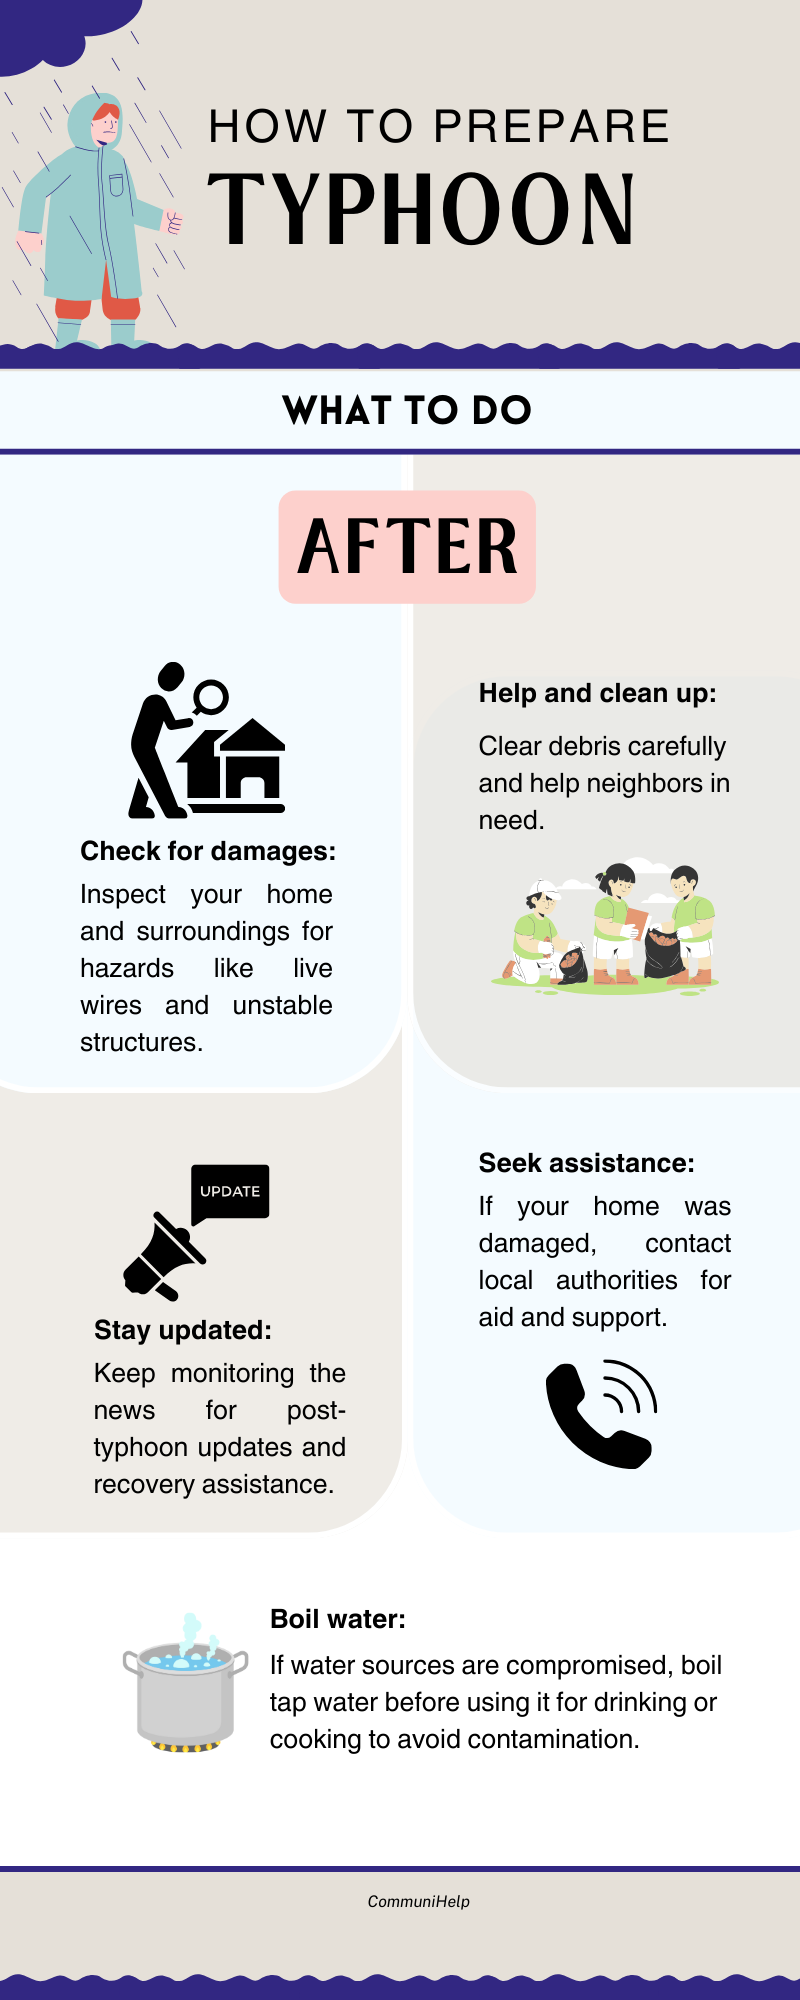 HOW TO PREPARE
TYPHOON
WHAT TO DO
AFTER
Check for damages:
Inspect your home
and surroundings for
hazards like live
wires and unstable
structures.
Help and clean up:
Clear debris carefully
and help neighbors in
need.
UPDATE
Stay updated:
Keep monitoring the
news for post-
typhoon updates and
recovery assistance.
Seek assistance:
If your home was
damaged, contact
local authorities for
aid and support.
Boil water:
If water sources are compromised, boil
tap water before using it for drinking or
cooking to avoid contamination.
CommuniHelp